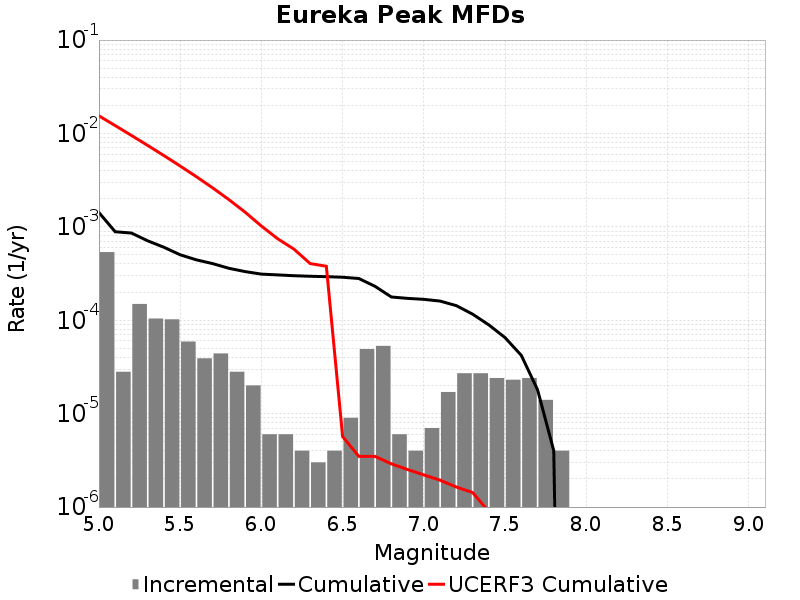 Eureka Peak MFDs
10-1
10-2
10-3
10-4
10-5
10-6
Rate (1/yr)
5.0 5.5 6.0 6.5 7.0 7.5 8.0 8.5 9.0
Magnitude
Incremental Cumulative UCERF3 Cumulative